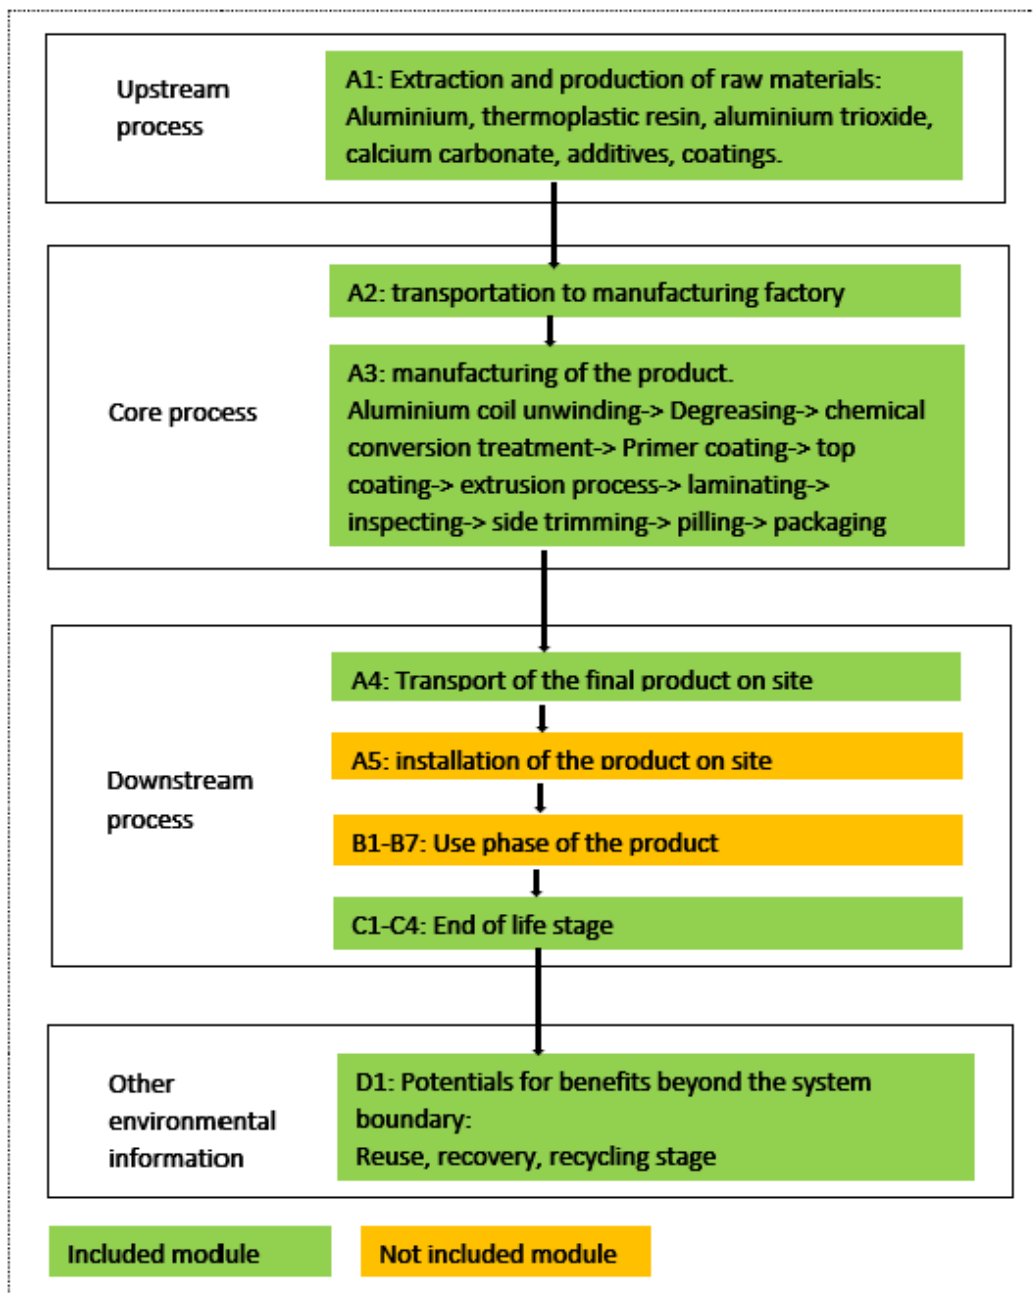 Upstream
process
A1: Extraction and production of raw materials:
Aluminium, thermoplastic resin, aluminium trioxide,
calcium carbonate, additives, coatings.
Core process
A2: transportation to manufacturing factory
A3: manufacturing of the product.
Aluminium coil unwinding-> Degreasing-> chemical
conversion treatment-> Primer coating-> top
coating-> extrusion process-> laminating->
inspecting-> side trimming-> pilling-> packaging
Downstream
process
A4: Transport of the final product on site
A5: installation of the product on site
B1-B7: Use phase of the product
C1-C4: End of life stage
Other
environmental
information
D1: Potentials for benefits beyond the system
boundary:
Reuse, recovery, recycling stage
Included module
Not included module